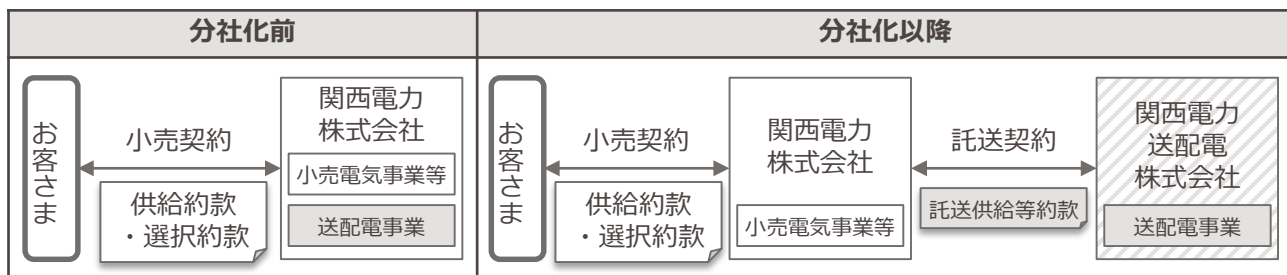 分社化前
お客さま
小売契約
供給約款
・選択約款
関西電力
株式会社
小売電気事業等
送配電事業
分社化以降
お客さま
小売契約
供給約款
・選択約款
関西電力
株式会社
小売電気事業等
託送契約
託送供給等約款
関西電力
送配電
株式会社
送配電事業